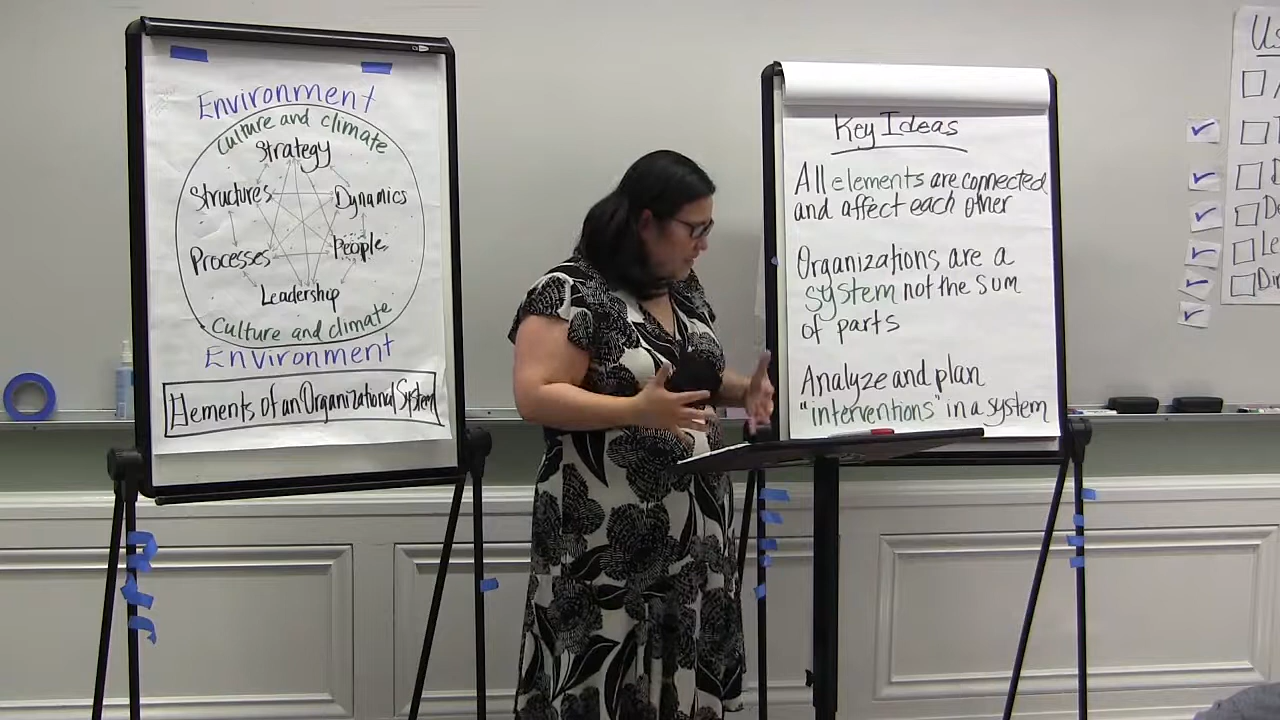 Environment
Culture and climate
Strategy
Structures
Dynamics
Processes
People
Leadership
Culture and climate
Environment
Elements of an Organizational System
Key Ideas
All elements are connected
and affect each other
Organizations are a
system not the sum
of parts
Analyze and plan
"interventions" in a system